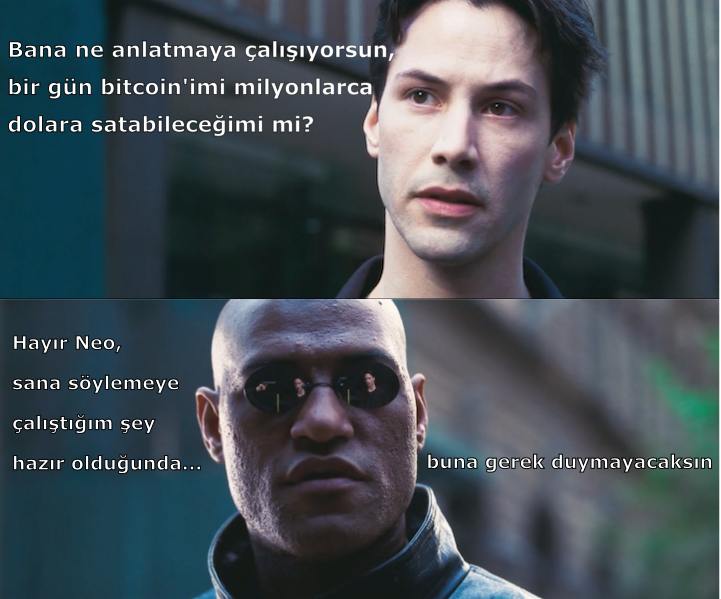 Bana ne anlatmaya çalışıyorsun,
bir gün bitcoin'imi milyonlarca
dolara satabileceğimi mi?
Hayır Neo,
sana söylemeye
çalıştığım şey
hazır olduğunda...
buna gerek duymayacaksın